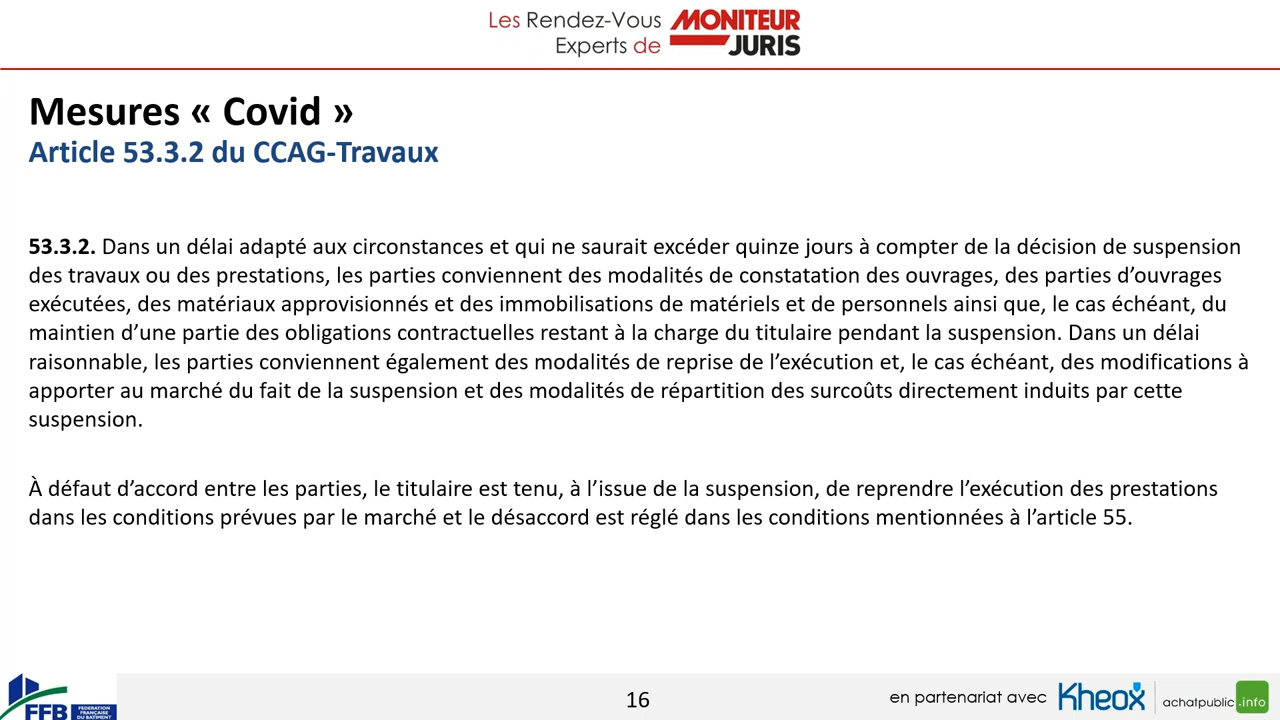 Les Rendez-Vous
Experts de
MONITEUR
JURIS
Mesures « Covid »
Article 53.3.2 du CCAG-Travaux
53.3.2. Dans un délai adapté aux circonstances et qui ne saurait excéder quinze jours à compter de la décision de suspension
des travaux ou des prestations, les parties conviennent des modalités de constatation des ouvrages, des parties d’ouvrages
exécutées, des matériaux approvisionnés et des immobilisations de matériels et de personnels ainsi que, le cas échéant, du
maintien d’une partie des obligations contractuelles restant à la charge du titulaire pendant la suspension. Dans un délai
raisonnable, les parties conviennent également des modalités de reprise de l’exécution et, le cas échéant, des modifications à
apporter au marché du fait de la suspension et des modalités de répartition des surcoûts directement induits par cette
suspension.
À défaut d’accord entre les parties, le titulaire est tenu, à l’issue de la suspension, de reprendre l’exécution des prestations
dans les conditions prévues par le marché et le désaccord est réglé dans les conditions mentionnées à l’article 55.
FFB
FEDERATION
FRANÇAISE
DU BÂTIMENT
16
en partenariat avec
Kheox
achatpublic.info